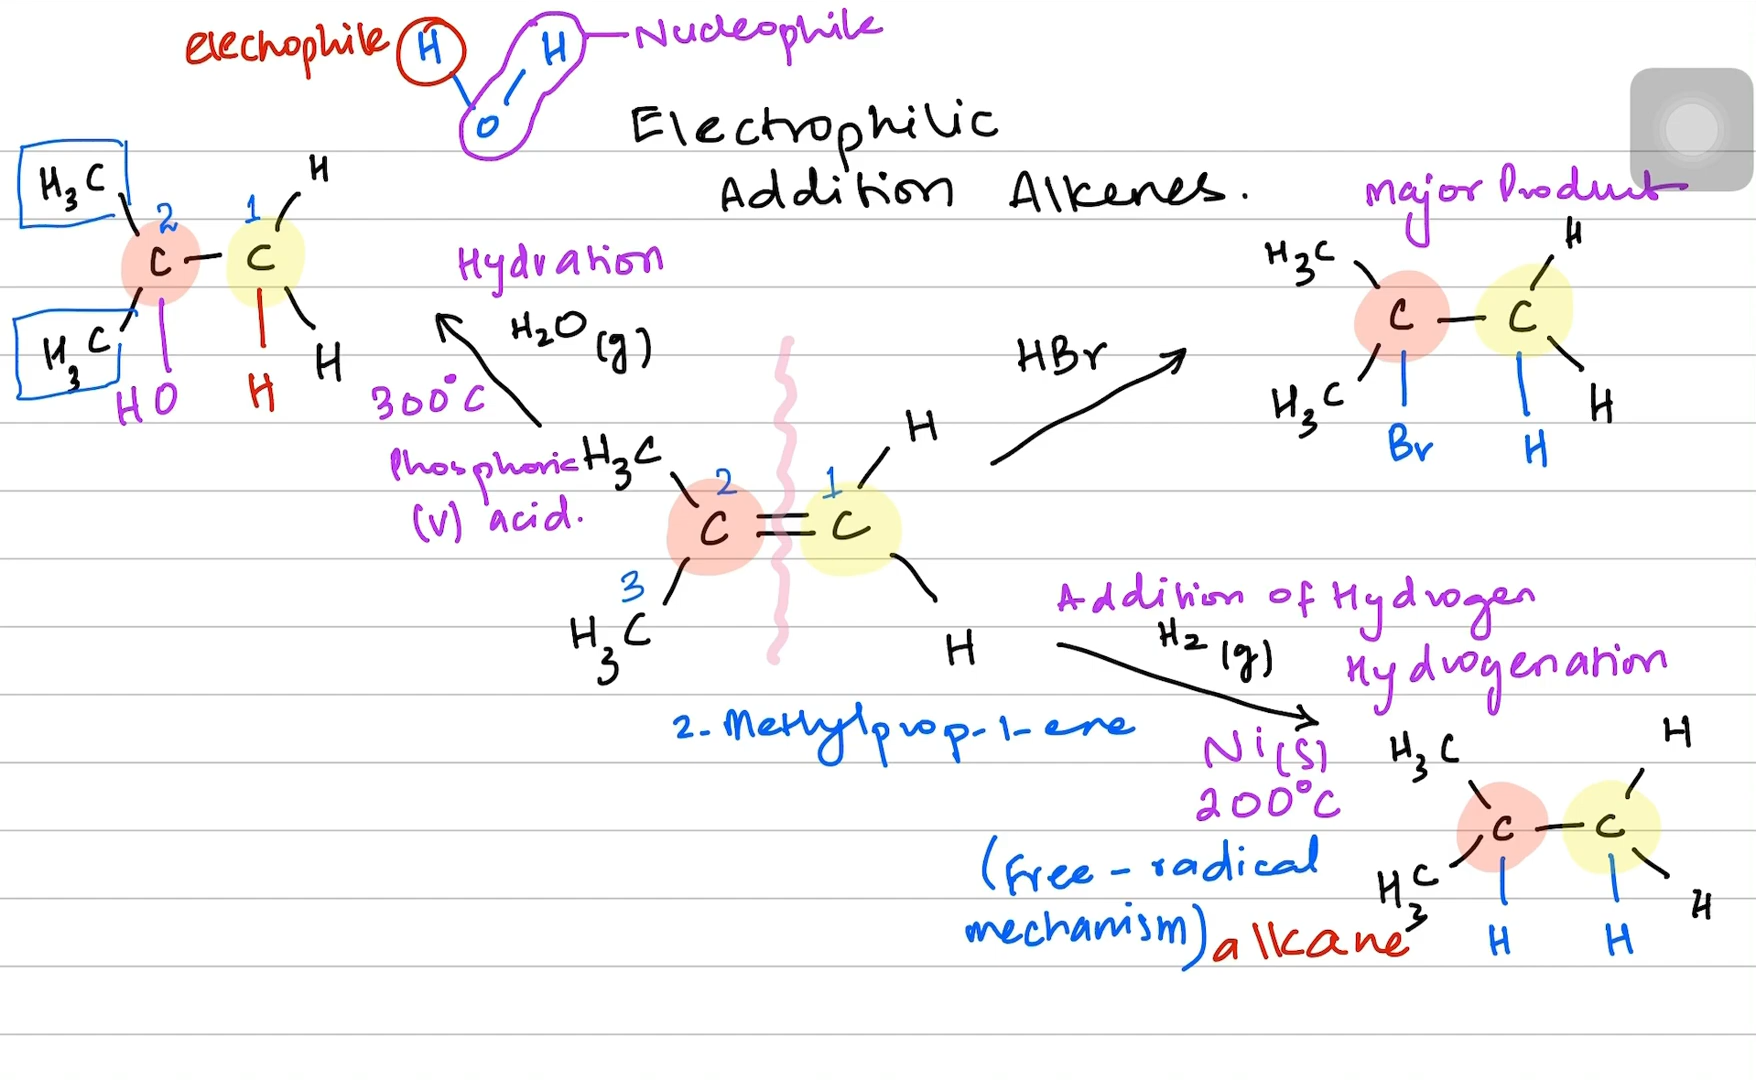 electrophile H
H Nucleophile
O
Electrophilic
Addition Alkenes.
H3C H
2 1
C - C
H3C H
HO H
Hydration
H2O (g)
300°C
Phosphoric
(V) acid.
HBr
Major Product
H3C H
C - C
H3C H
Br H
H3C H
2 1
C = C
3
H3C H
2-Methylprop-1-ene
Addition of Hydrogen
H2 (g)
Hydrogenation
Ni(s)
200°C
(Free-radical
mechanism)
alkane
H3C H
C - C
H3C H
H H